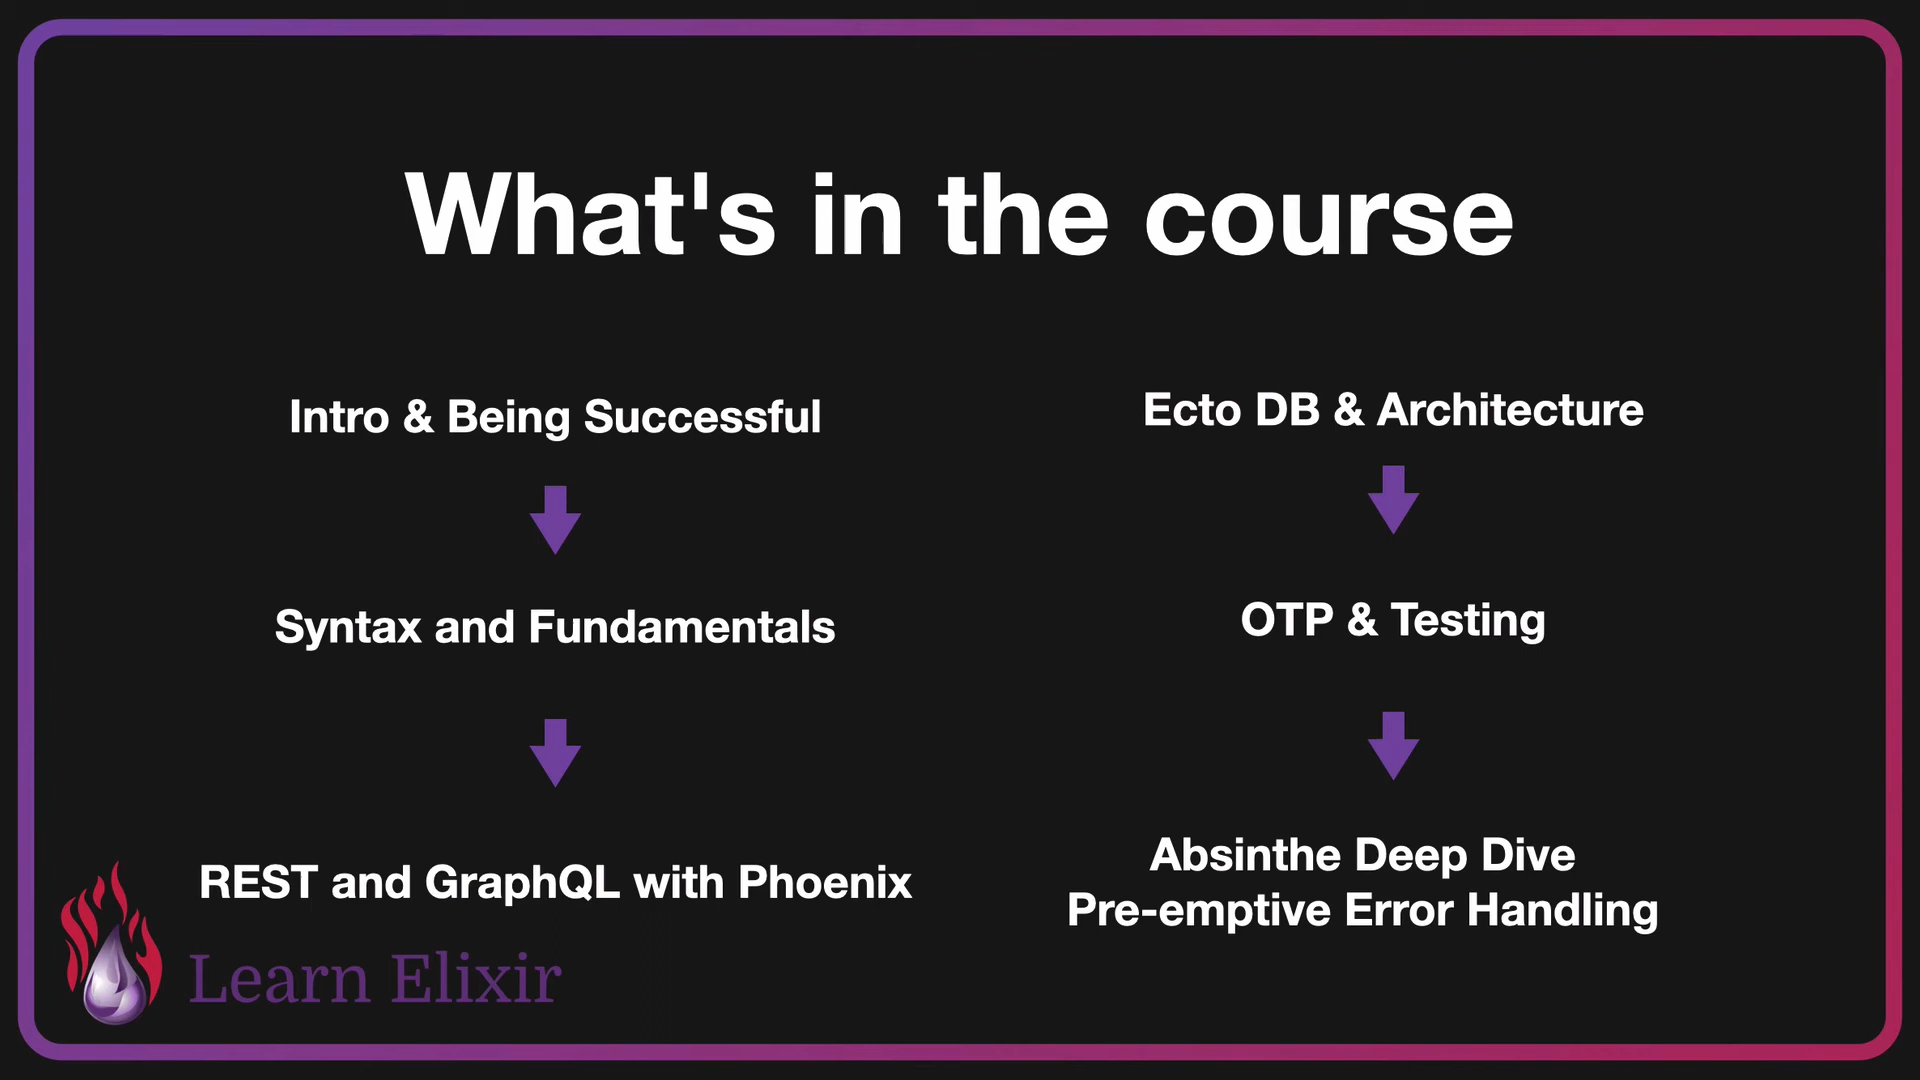 What's in the course
Intro & Being Successful
Syntax and Fundamentals
REST and GraphQL with Phoenix
Ecto DB & Architecture
OTP & Testing
Absinthe Deep Dive
Pre-emptive Error Handling
Learn Elixir